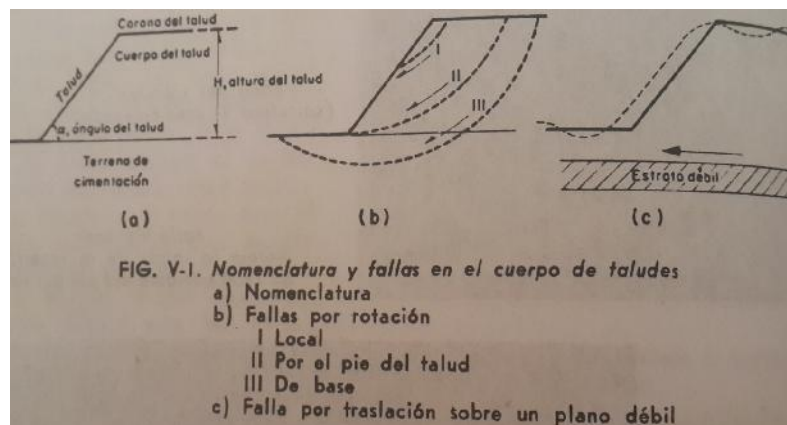 Corona del talud
Cuerpo del talud
Talud
H, altura del talud
α, ángulo del talud
Terreno de
cimentación
(a)
I
II
III
(b)
Estrato débil
(c)
FIG. V-1. Nomenclatura y fallas en el cuerpo de taludes
a) Nomenclatura
b) Fallas por rotación
I Local
II Por el pie del talud
III De base
c) Falla por traslación sobre un plano débil